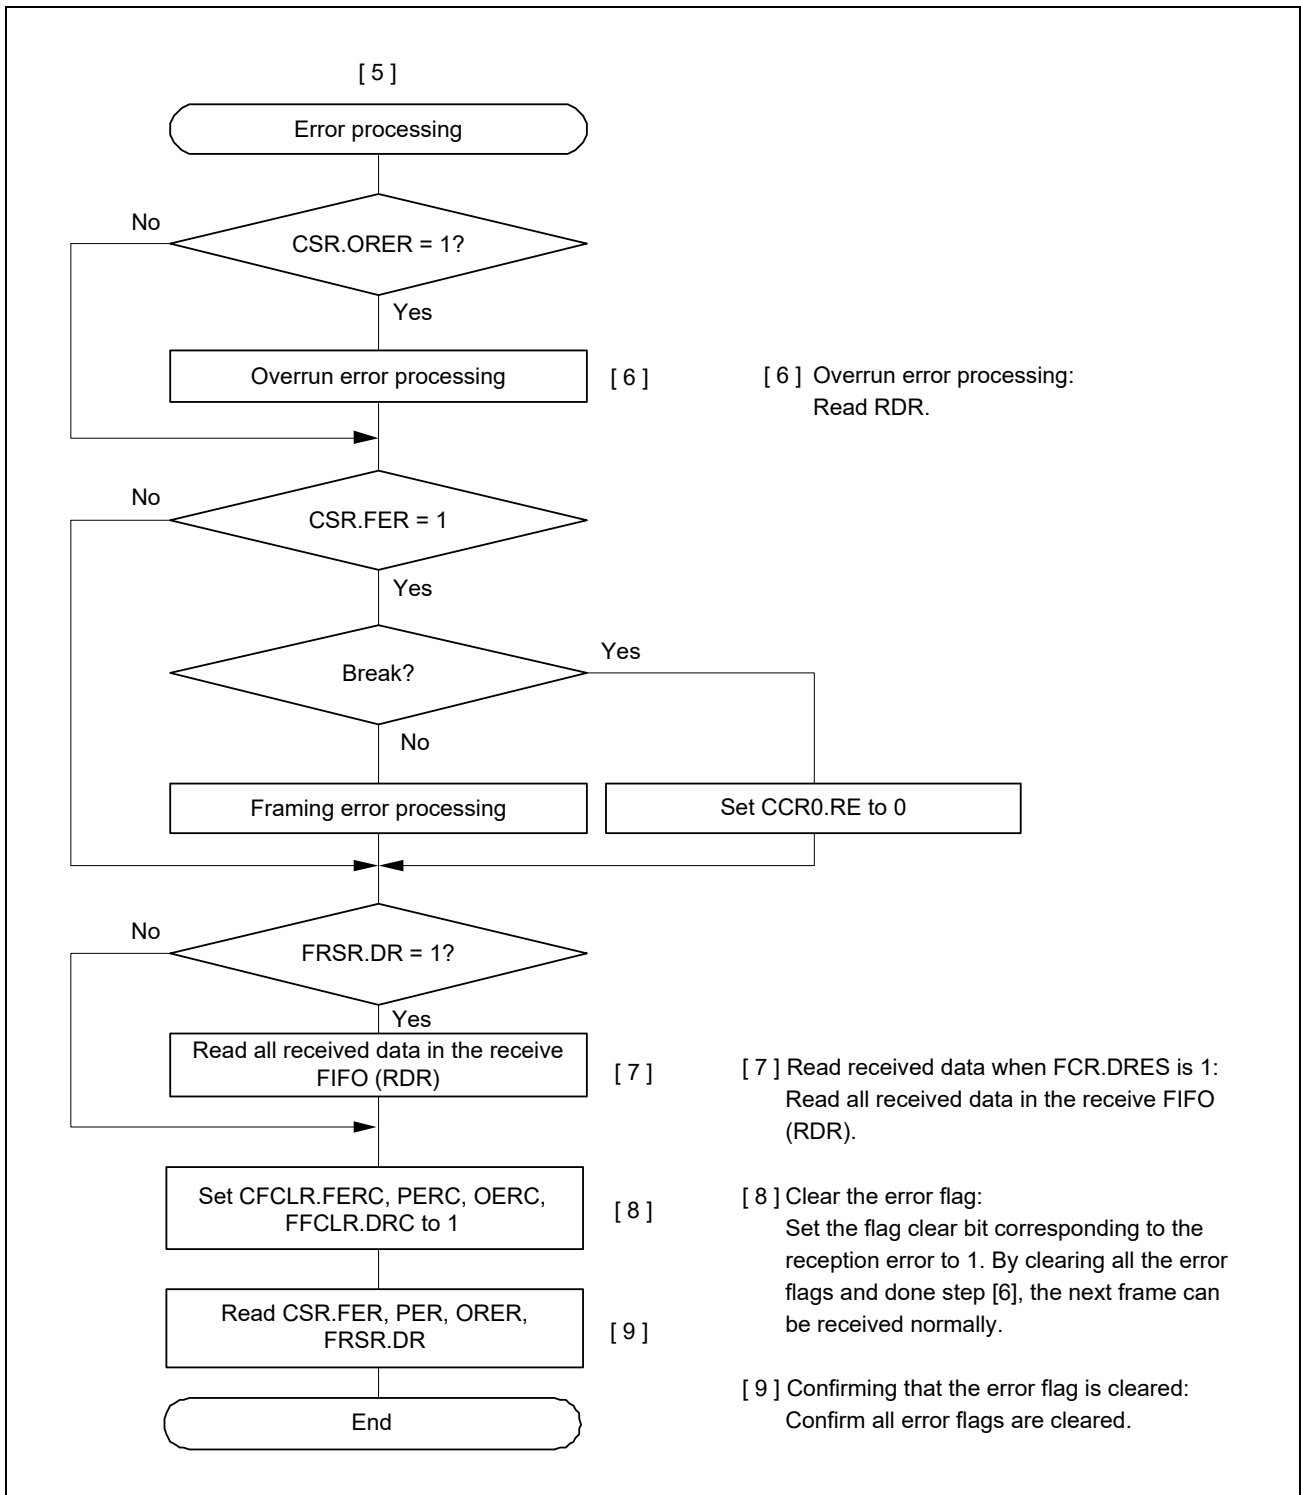 [ 5 ]
Error processing
No
CSR.ORER = 1?
Yes
Overrun error processing
[ 6 ]
[ 6 ] Overrun error processing:
Read RDR.
No
CSR.FER = 1
Yes
Break?
Yes
No
Framing error processing
Set CCR0.RE to 0
No
FRSR.DR = 1?
Yes
Read all received data in the receive
FIFO (RDR)
[ 7 ]
[ 7 ] Read received data when FCR.DRES is 1:
Read all received data in the receive FIFO
(RDR).
Set CFCLR.FERC, PERC, OERC,
FFCLR.DRC to 1
[ 8 ]
[ 8 ] Clear the error flag:
Set the flag clear bit corresponding to the
reception error to 1. By clearing all the error
flags and done step [6], the next frame can
be received normally.
Read CSR.FER, PER, ORER,
FRSR.DR
[ 9 ]
[ 9 ] Confirming that the error flag is cleared:
Confirm all error flags are cleared.
End